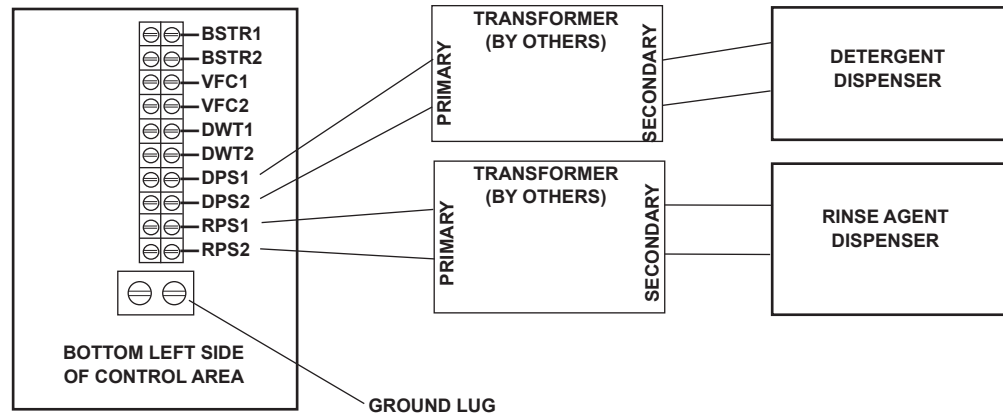 BSTR1
BSTR2
VFC1
VFC2
DWT1
DWT2
DPS1
DPS2
RPS1
RPS2
BOTTOM LEFT SIDE
OF CONTROL AREA
GROUND LUG
TRANSFORMER
(BY OTHERS)
PRIMARY
SECONDARY
DETERGENT
DISPENSER
TRANSFORMER
(BY OTHERS)
PRIMARY
SECONDARY
RINSE AGENT
DISPENSER